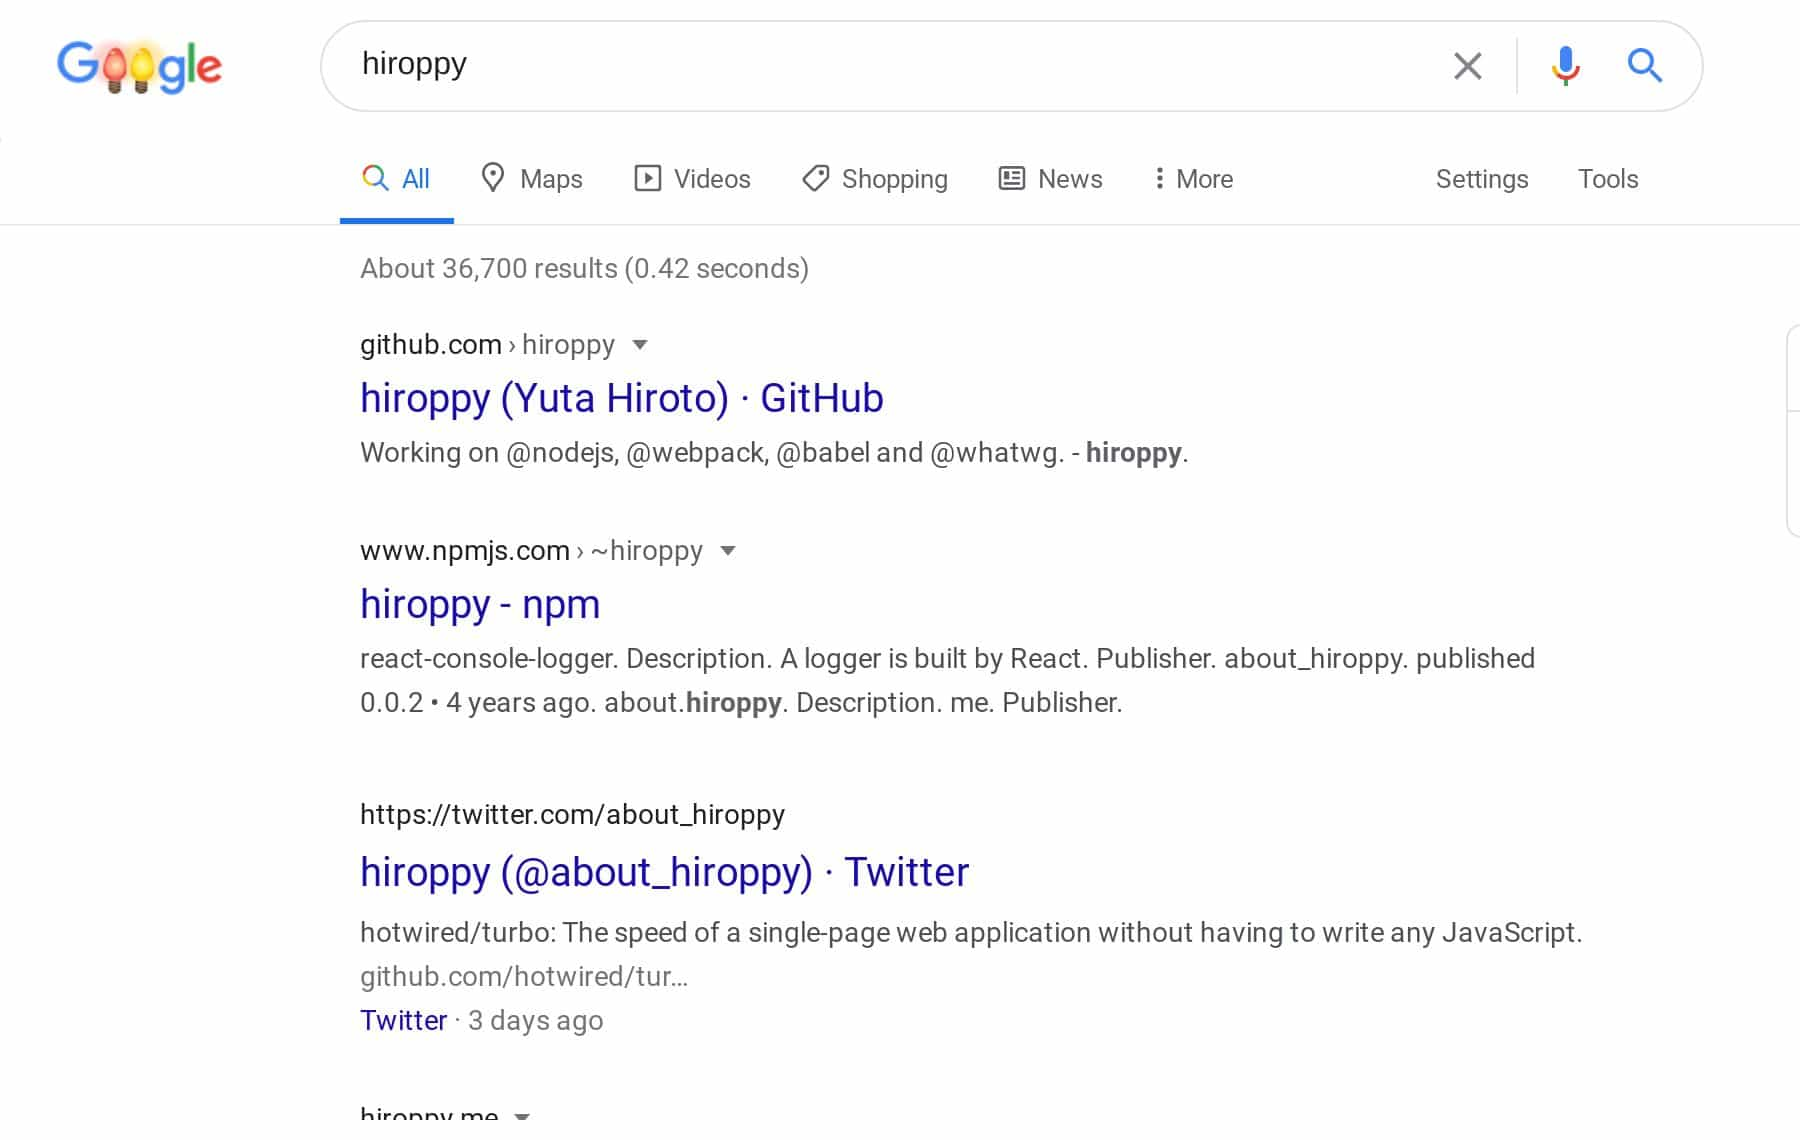 Google
hiroppy
All Maps Videos Shopping News More Settings Tools
About 36,700 results (0.42 seconds)
github.com › hiroppy
hiroppy (Yuta Hiroto) · GitHub
Working on @nodejs, @webpack, @babel and @whatwg. - hiroppy.
www.npmjs.com › ~hiroppy
hiroppy - npm
react-console-logger. Description. A logger is built by React. Publisher. about_hiroppy. published
0.0.2 • 4 years ago. about.hiroppy. Description. me. Publisher.
https://twitter.com/about_hiroppy
hiroppy (@about_hiroppy) · Twitter
hotwired/turbo: The speed of a single-page web application without having to write any JavaScript.
github.com/hotwired/tur...
Twitter · 3 days ago
hiroppy.me